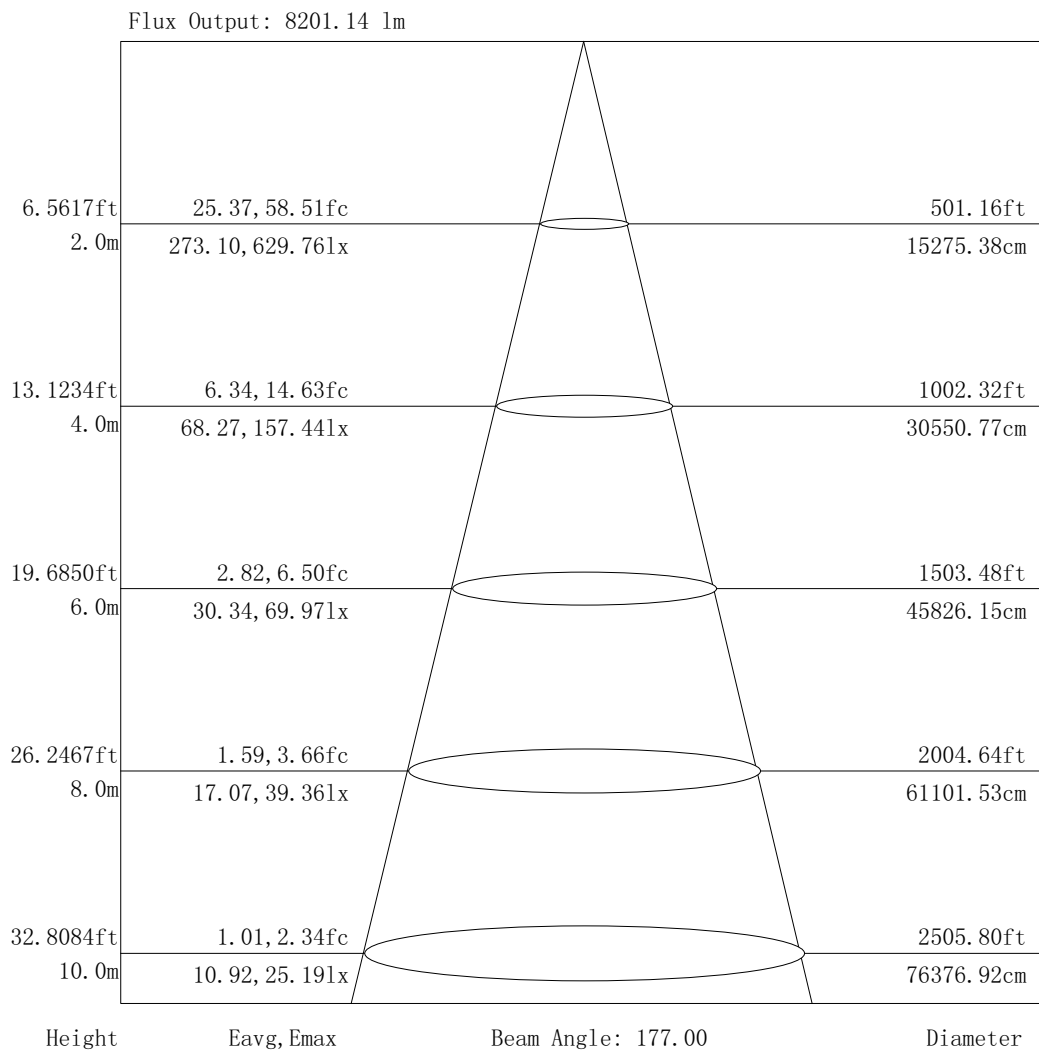 Flux Output: 8201.14 lm
6.5617ft 25.37,58.51fc 501.16ft
2.0m 273.10,629.76lx 15275.38cm
13.1234ft 6.34,14.63fc 1002.32ft
4.0m 68.27,157.44lx 30550.77cm
19.6850ft 2.82,6.50fc 1503.48ft
6.0m 30.34,69.97lx 45826.15cm
26.2467ft 1.59,3.66fc 2004.64ft
8.0m 17.07,39.36lx 61101.53cm
32.8084ft 1.01,2.34fc 2505.80ft
10.0m 10.92,25.19lx 76376.92cm
Height Eavg,Emax Beam Angle: 177.00 Diameter